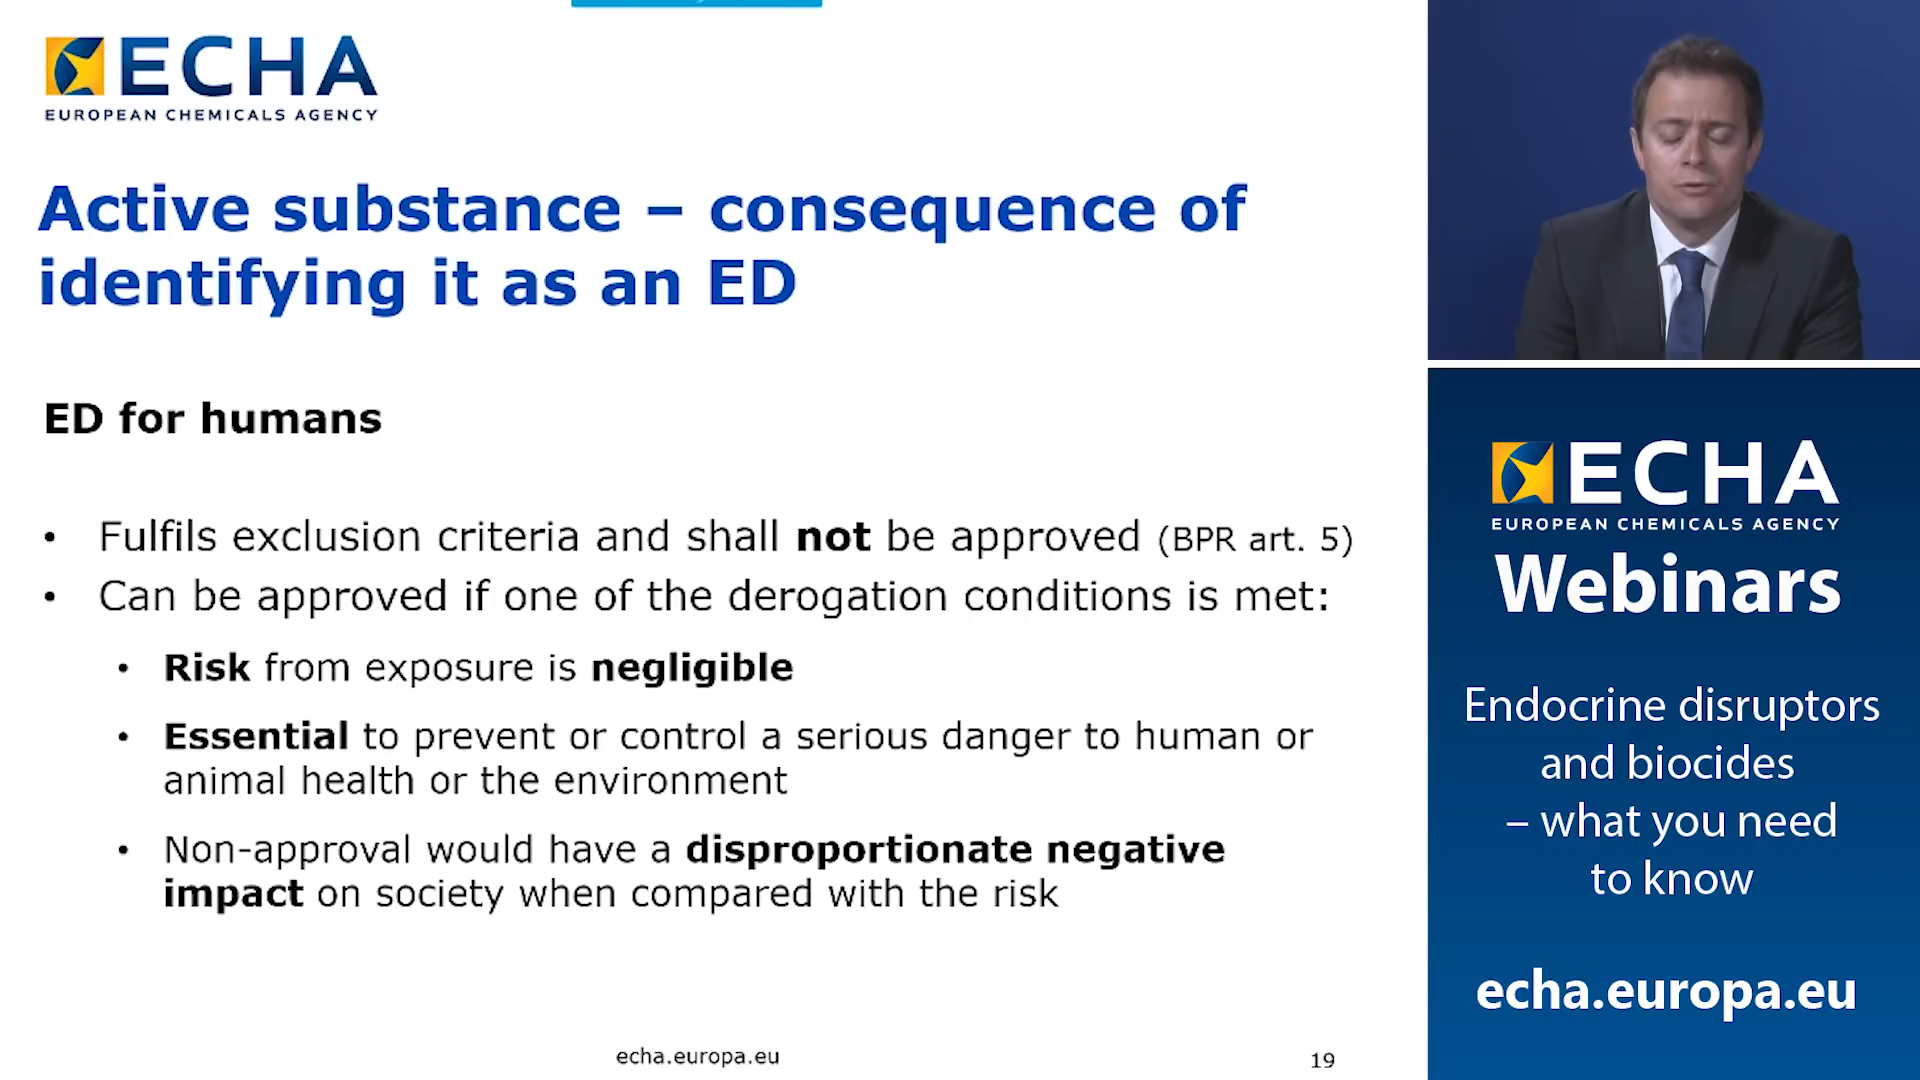 ECHA
EUROPEAN CHEMICALS AGENCY
Active substance – consequence of
identifying it as an ED
ED for humans
• Fulfils exclusion criteria and shall not be approved (BPR art. 5)
• Can be approved if one of the derogation conditions is met:
• Risk from exposure is negligible
• Essential to prevent or control a serious danger to human or
animal health or the environment
• Non-approval would have a disproportionate negative
impact on society when compared with the risk
echa.europa.eu
19
ECHA
EUROPEAN CHEMICALS AGENCY
Webinars
Endocrine disruptors
and biocides
– what you need
to know
echa.europa.eu